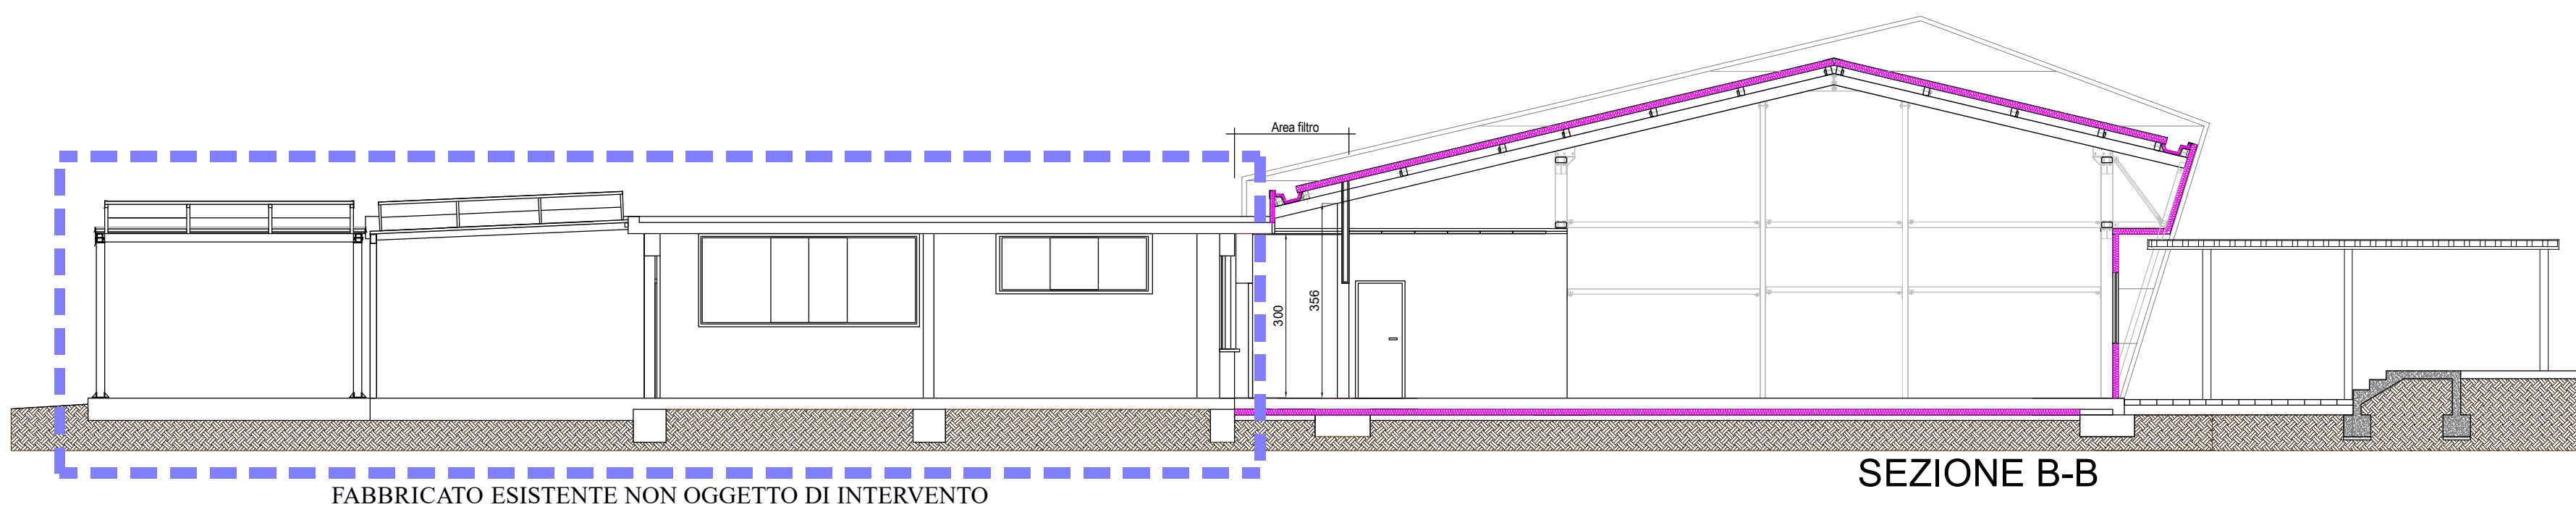 Area filtro
300
356
SEZIONE B-B
FABBRICATO ESISTENTE NON OGGETTO DI INTERVENTO